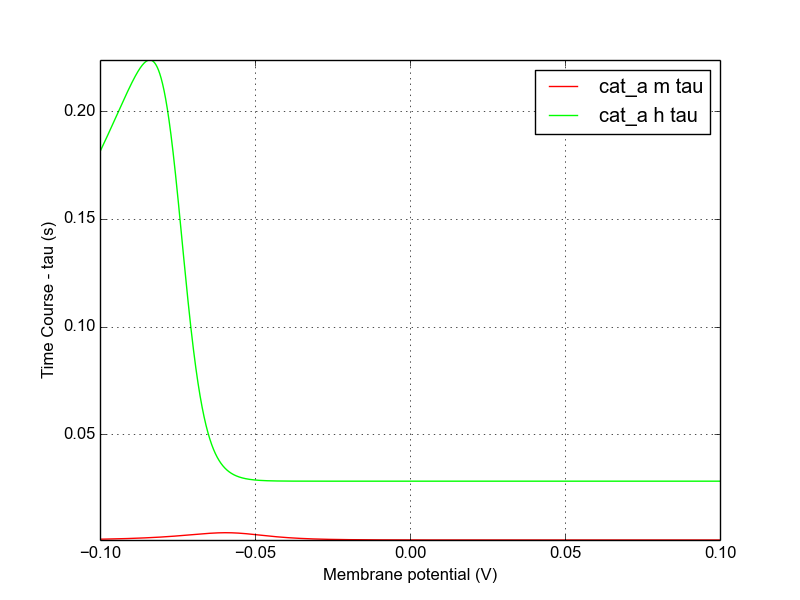 cat_a m tau
cat_a h tau
0.20
0.15
0.10
0.05
Time Course - tau (s)
−0.10
−0.05
0.00
0.05
0.10
Membrane potential (V)